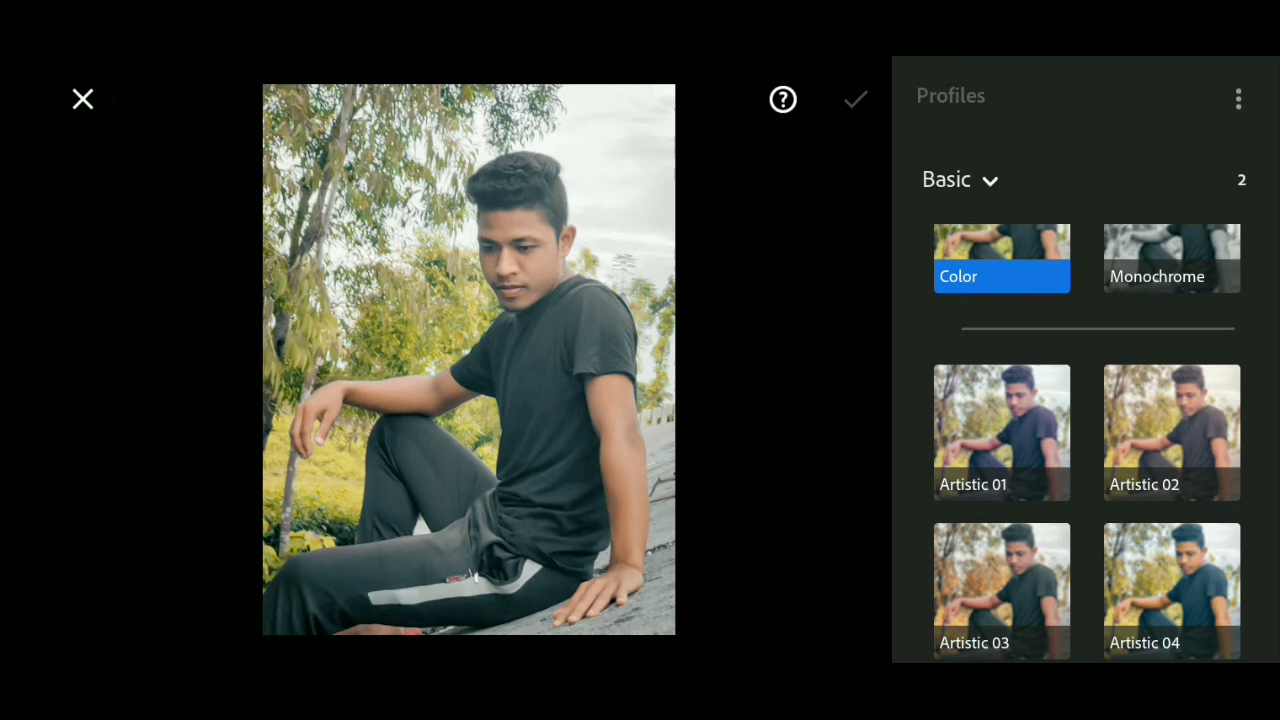 Profiles
Basic
2
Color
Monochrome
Artistic 01
Artistic 02
Artistic 03
Artistic 04